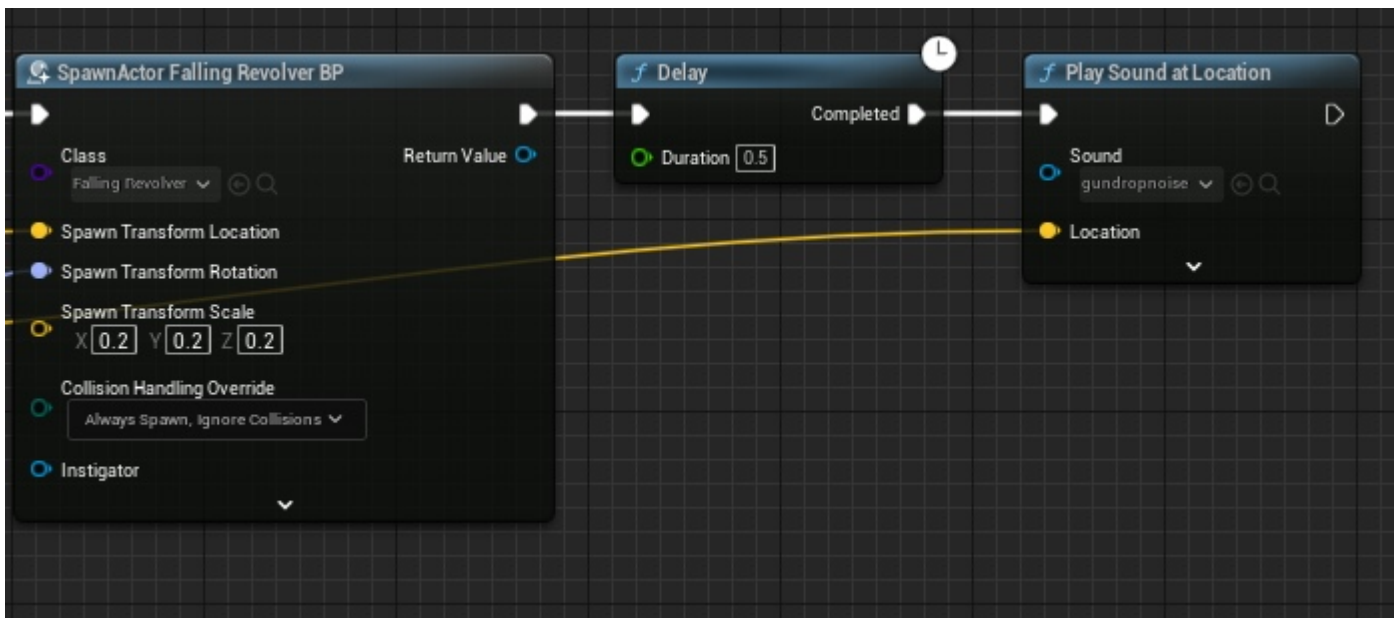 SpawnActor Falling Revolver BP
Class
Return Value
Falling Revolver
Spawn Transform Location
Spawn Transform Rotation
Spawn Transform Scale
X 0.2 Y 0.2 Z 0.2
Collision Handling Override
Always Spawn, Ignore Collisions
Instigator
f Delay
Completed
Duration 0.5
f Play Sound at Location
Sound
gundropnoise
Location